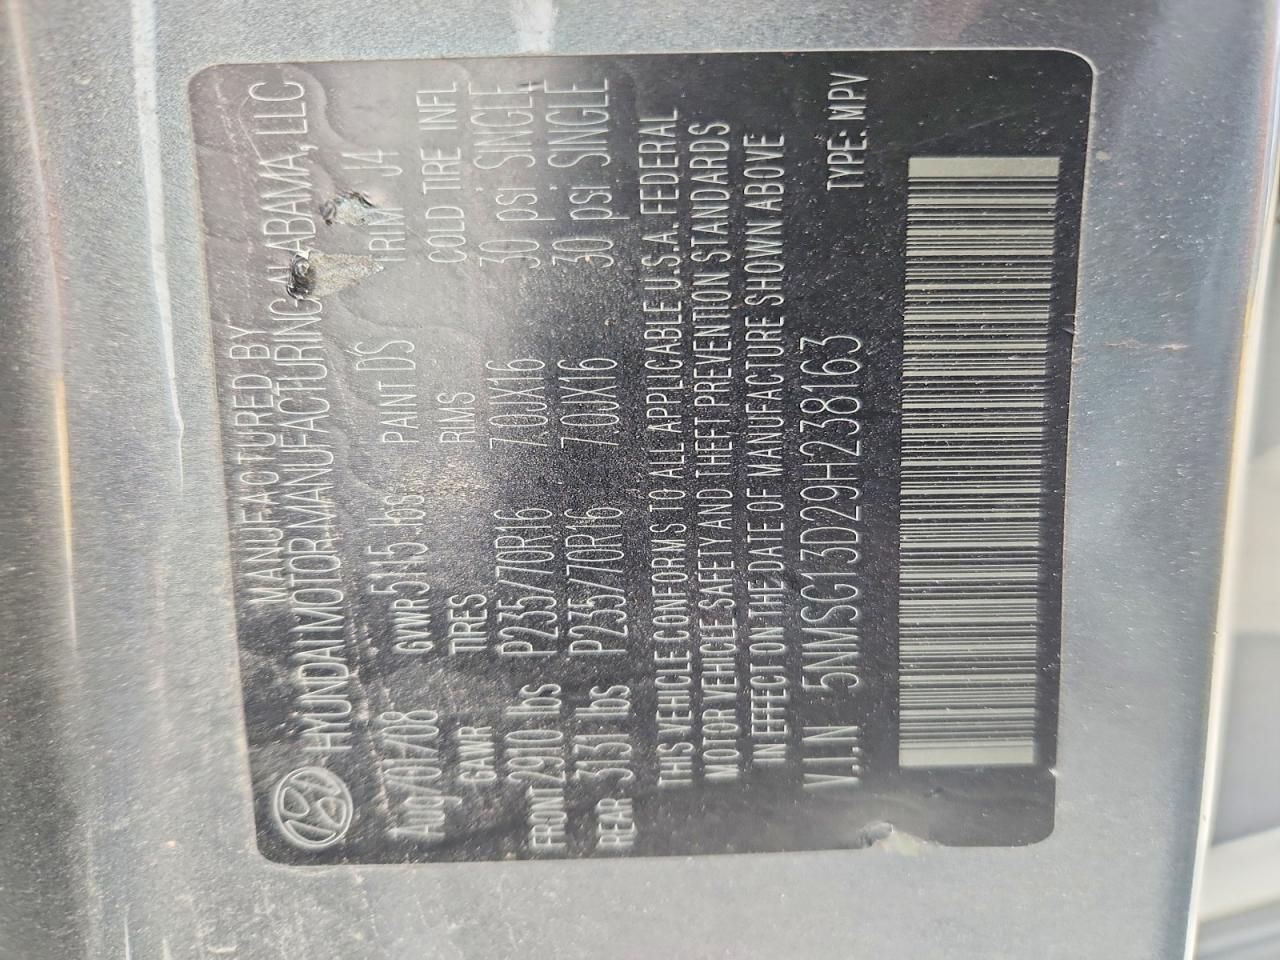 MANUFACTURED BY
HYUNDAI MOTOR MANUFACTURING ALABAMA, LLC
Aug/01/08 GVWR 5115 lbs PAINT D'S TRIM J4
GAWR TIRES RIMS COLD TIRE INFL
FRONT 2910 lbs P235/70R16 7.0JX16 30 psi SINGLE
REAR 3131 lbs P235/70R16 7.0JX16 30 psi SINGLE
THIS VEHICLE CONFORMS TO ALL APPLICABLE U.S.A. FEDERAL
MOTOR VEHICLE SAFETY AND THEFT PREVENTION STANDARDS
IN EFFECT ON THE DATE OF MANUFACTURE SHOWN ABOVE
V.I.N 5NMSG13D29H238163 TYPE: MPV